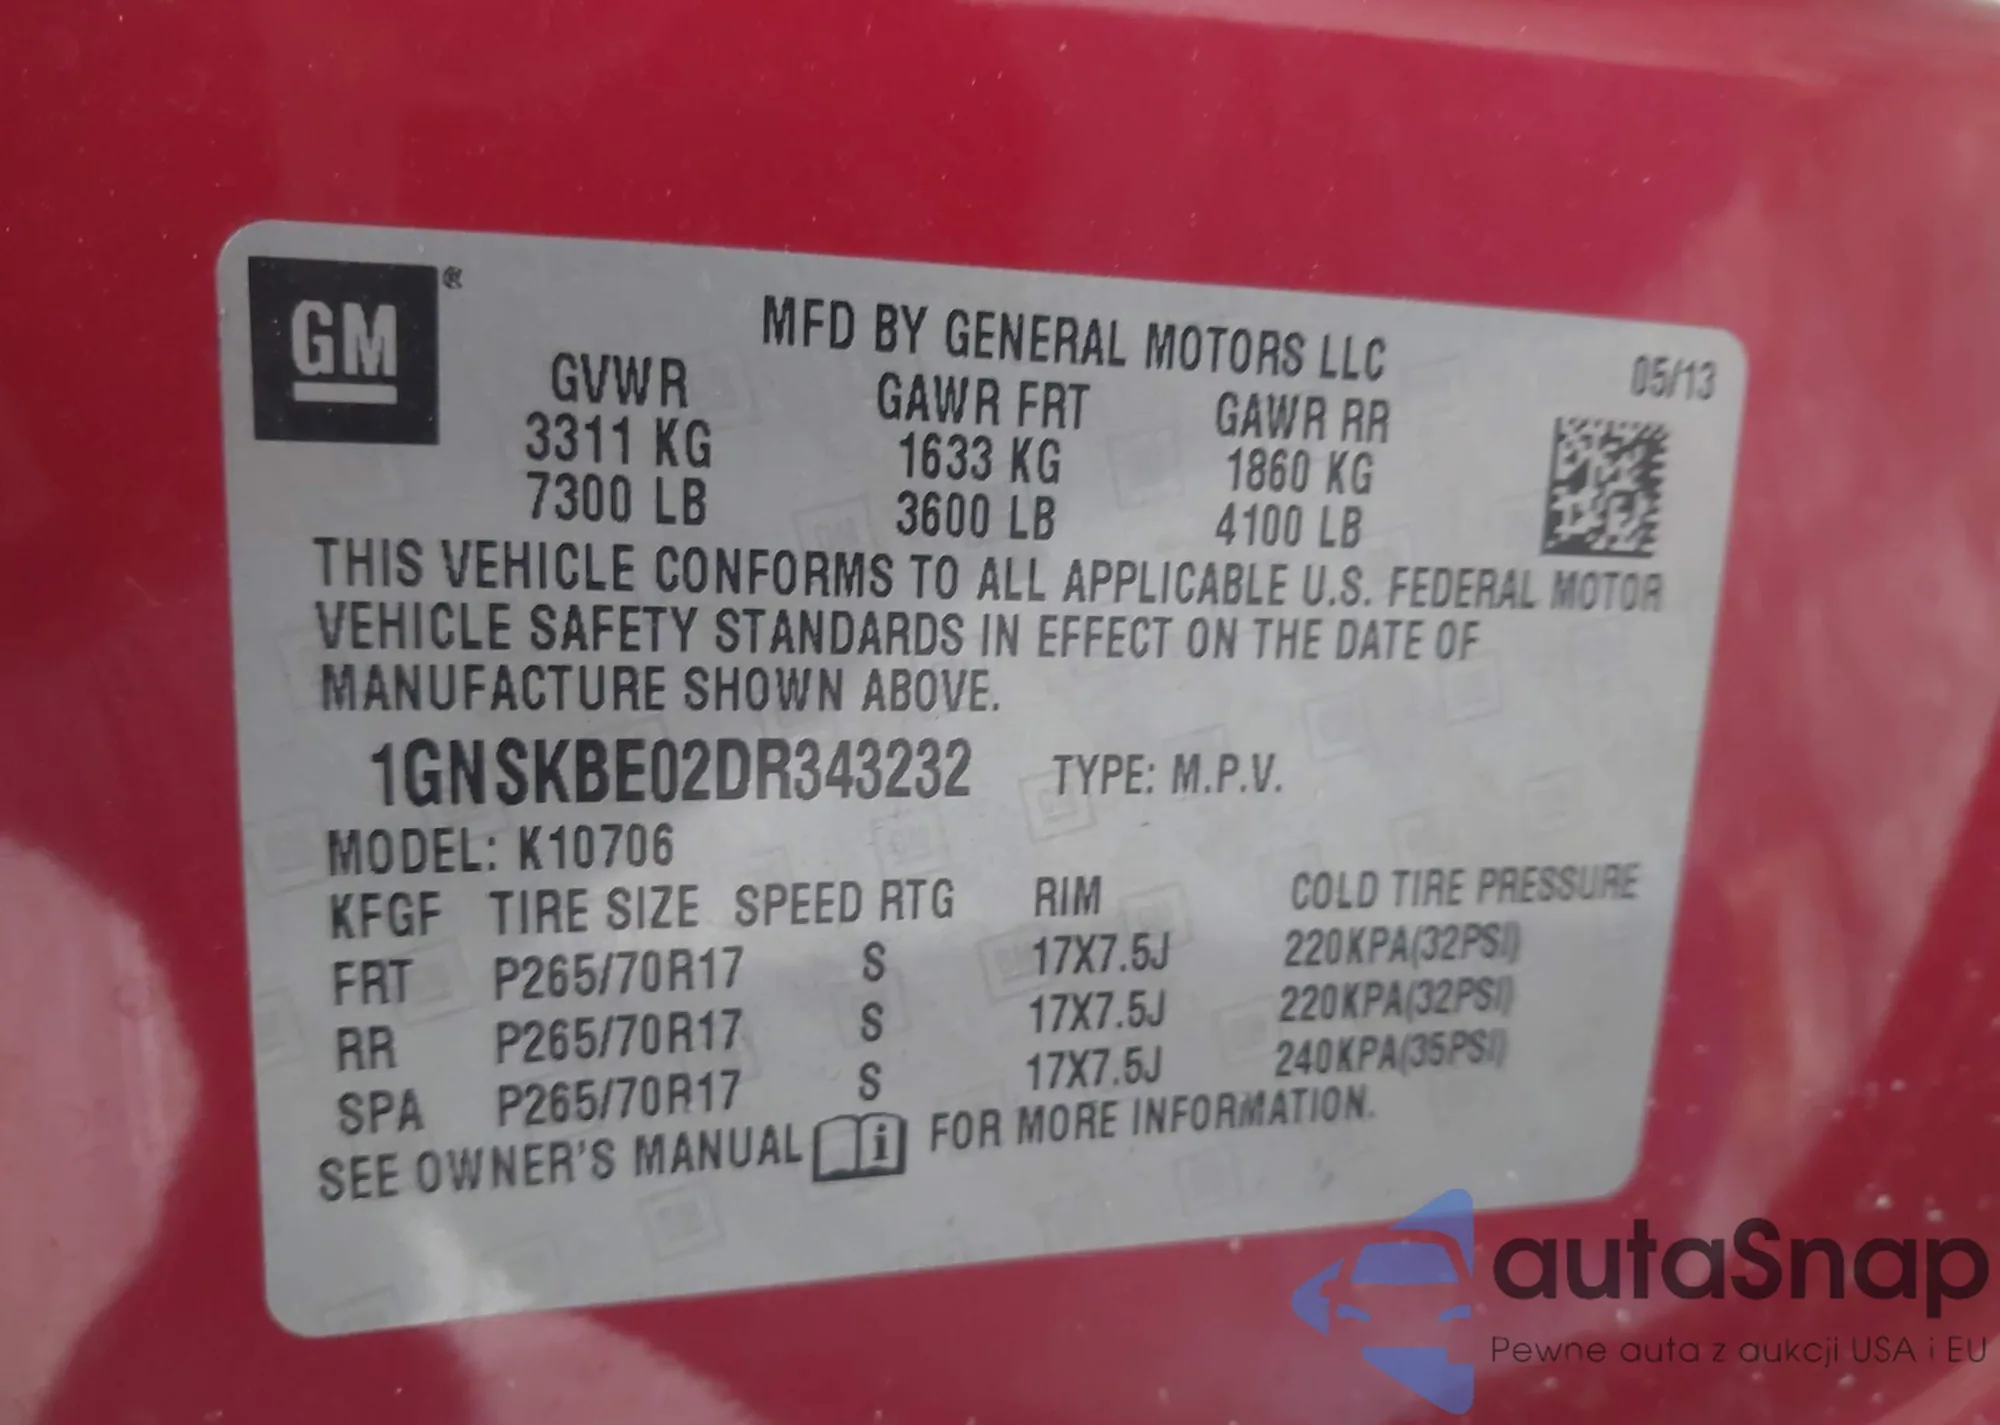 GM ®
MFD BY GENERAL MOTORS LLC
05/13
GVWR GAWR FRT GAWR RR
3311 KG 1633 KG 1860 KG
7300 LB 3600 LB 4100 LB
THIS VEHICLE CONFORMS TO ALL APPLICABLE U.S. FEDERAL MOTOR
VEHICLE SAFETY STANDARDS IN EFFECT ON THE DATE OF
MANUFACTURE SHOWN ABOVE.
1GNSKBE02DR343232 TYPE: M.P.V.
MODEL: K10706
KFGF TIRE SIZE SPEED RTG RIM COLD TIRE PRESSURE
FRT P265/70R17 S 17X7.5J 220KPA(32PSI)
RR P265/70R17 S 17X7.5J 220KPA(32PSI)
SPA P265/70R17 S 17X7.5J 240KPA(35PSI)
SEE OWNER'S MANUAL i FOR MORE INFORMATION.
autaSnap
Pewne auta z aukcji USA i EU